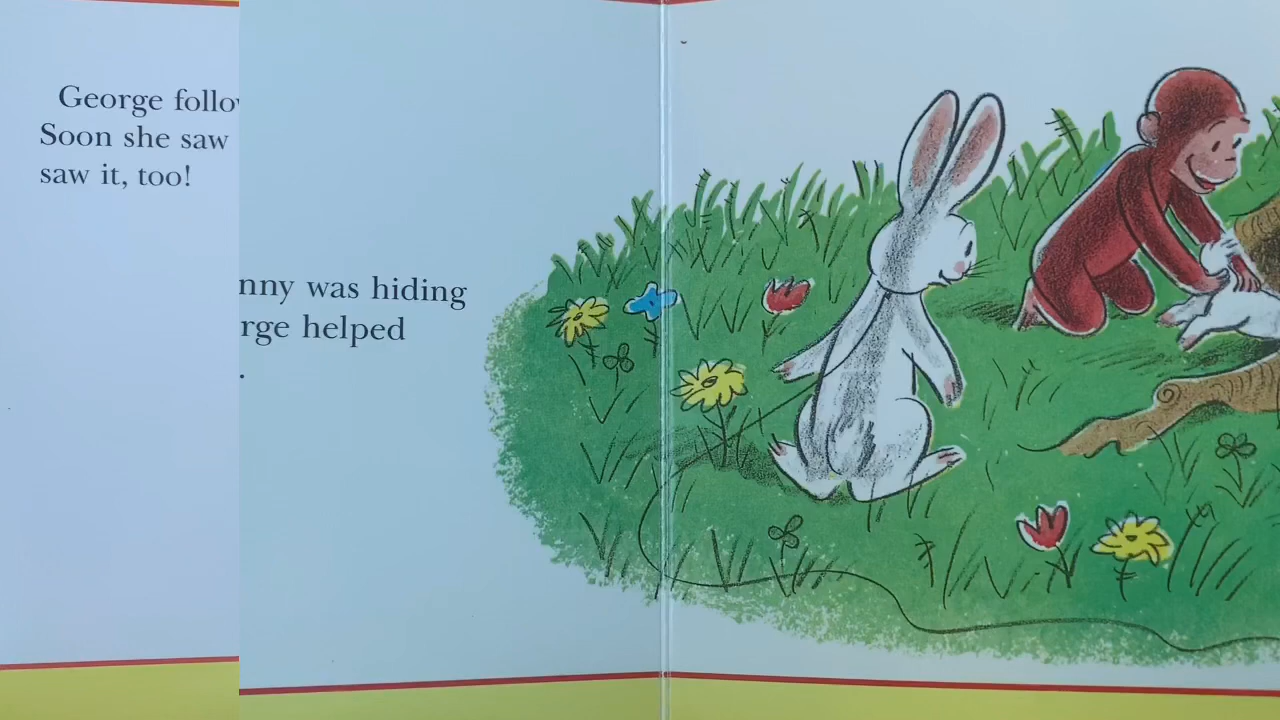 George follo
Soon she saw
saw it, too!
nny was hiding
rge helped
.